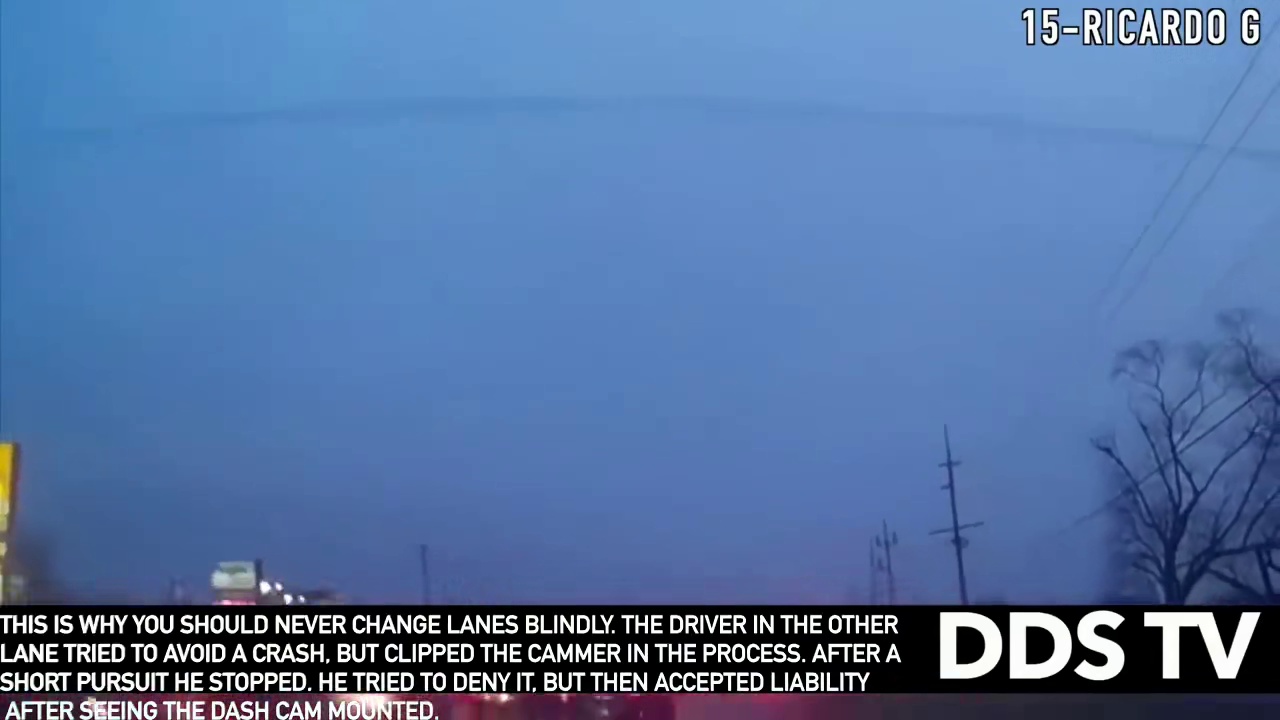 15-RICARDO G
THIS IS WHY YOU SHOULD NEVER CHANGE LANES BLINDLY. THE DRIVER IN THE OTHER
LANE TRIED TO AVOID A CRASH, BUT CLIPPED THE CAMMER IN THE PROCESS. AFTER A
SHORT PURSUIT HE STOPPED. HE TRIED TO DENY IT, BUT THEN ACCEPTED LIABILITY
AFTER SEEING THE DASH CAM MOUNTED.
DDS TV